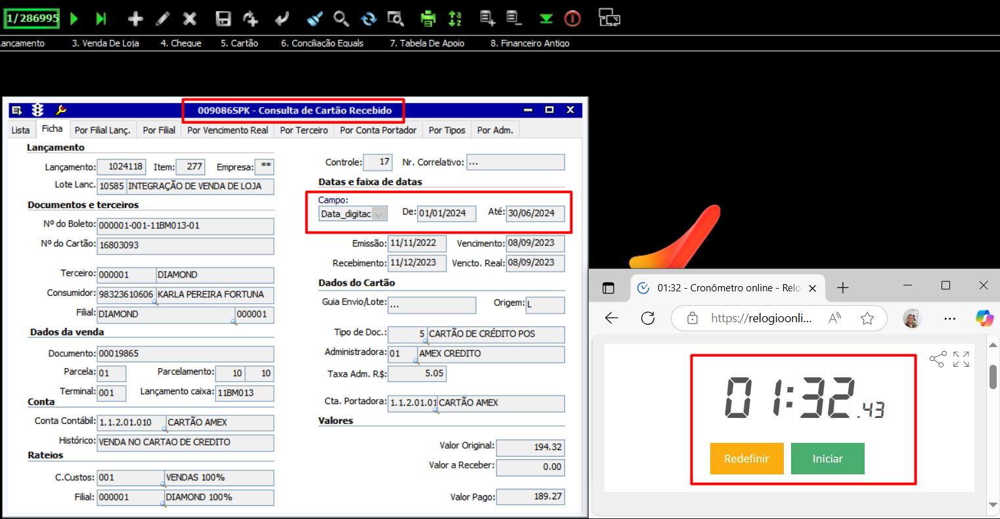 1/286995
ançamento 3. Venda De Loja 4. Cheque 5. Cartão 6. Conciliação Equals 7. Tabela De Apoio 8. Financeiro Antigo
009086SPK - Consulta de Cartão Recebido
Lista Ficha Por Filial Lanç. Por Filial Por Vencimento Real Por Terceiro Por Conta Portador Por Tipos Por Adm.
Lançamento
Lançamento: 1024118 Item: 277 Empresa: **
Lote Lanc. 10585 INTEGRAÇÃO DE VENDA DE LOJA
Documentos e terceiros
Nº do Boleto: 000001-001-11BM013-01
Nº do Cartão: 16803093
Terceiro: 000001 DIAMOND
Consumidor: 98323610606 KARLA PEREIRA FORTUNA
Filial: DIAMOND 000001
Dados da venda
Documento: 00019865
Parcela: 01 Parcelamento: 10 10
Terminal: 001 Lançamento caixa: 11BM013
Conta
Conta Contábil: 1.1.2.01.010 CARTÃO AMEX
Histórico: VENDA NO CARTAO DE CREDITO
Rateios
C.Custos: 001 VENDAS 100%
Filial: 000001 DIAMOND 100%
Controle: 17 Nr. Correlativo: ...
Datas e faixa de datas
Campo:
Data_digitac De: 01/01/2024 Até: 30/06/2024
Emissão: 11/11/2022 Vencimento: 08/09/2023
Recebimento: 11/12/2023 Vencto. Real: 08/09/2023
Dados do Cartão
Guia Envio/Lote: ... Origem: L
Tipo de Doc.: 5 CARTÃO DE CRÉDITO POS
Administradora: 01 AMEX CREDITO
Taxa Adm. R$: 5.05
Cta. Portadora: 1.1.2.01.01 CARTÃO AMEX
Valores
Valor Original: 194.32
Valor a Receber: 0.00
Valor Pago: 189.27
01:32 - Cronômetro online - Relo
https://relogioonli...
01:32.43
Redefinir Iniciar